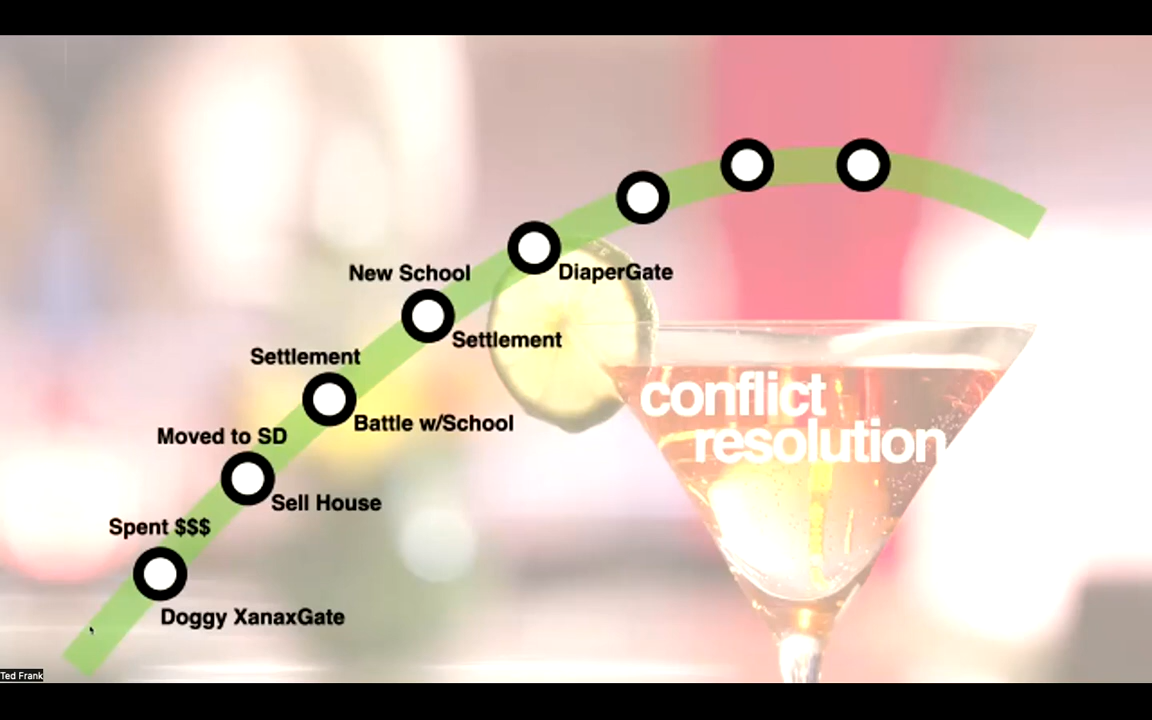 New School
DiaperGate
Settlement
Settlement
conflict
resolution
Battle w/School
Moved to SD
Sell House
Spent $$$
Doggy XanaxGate
Ted Frank